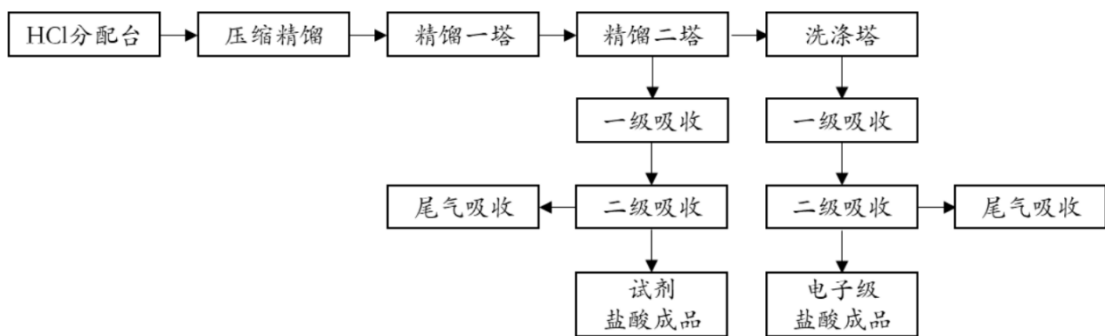 HCl分配台
压缩精馏
精馏一塔
精馏二塔
洗涤塔
一级吸收
一级吸收
尾气吸收
二级吸收
二级吸收
尾气吸收
试剂
盐酸成品
电子级
盐酸成品